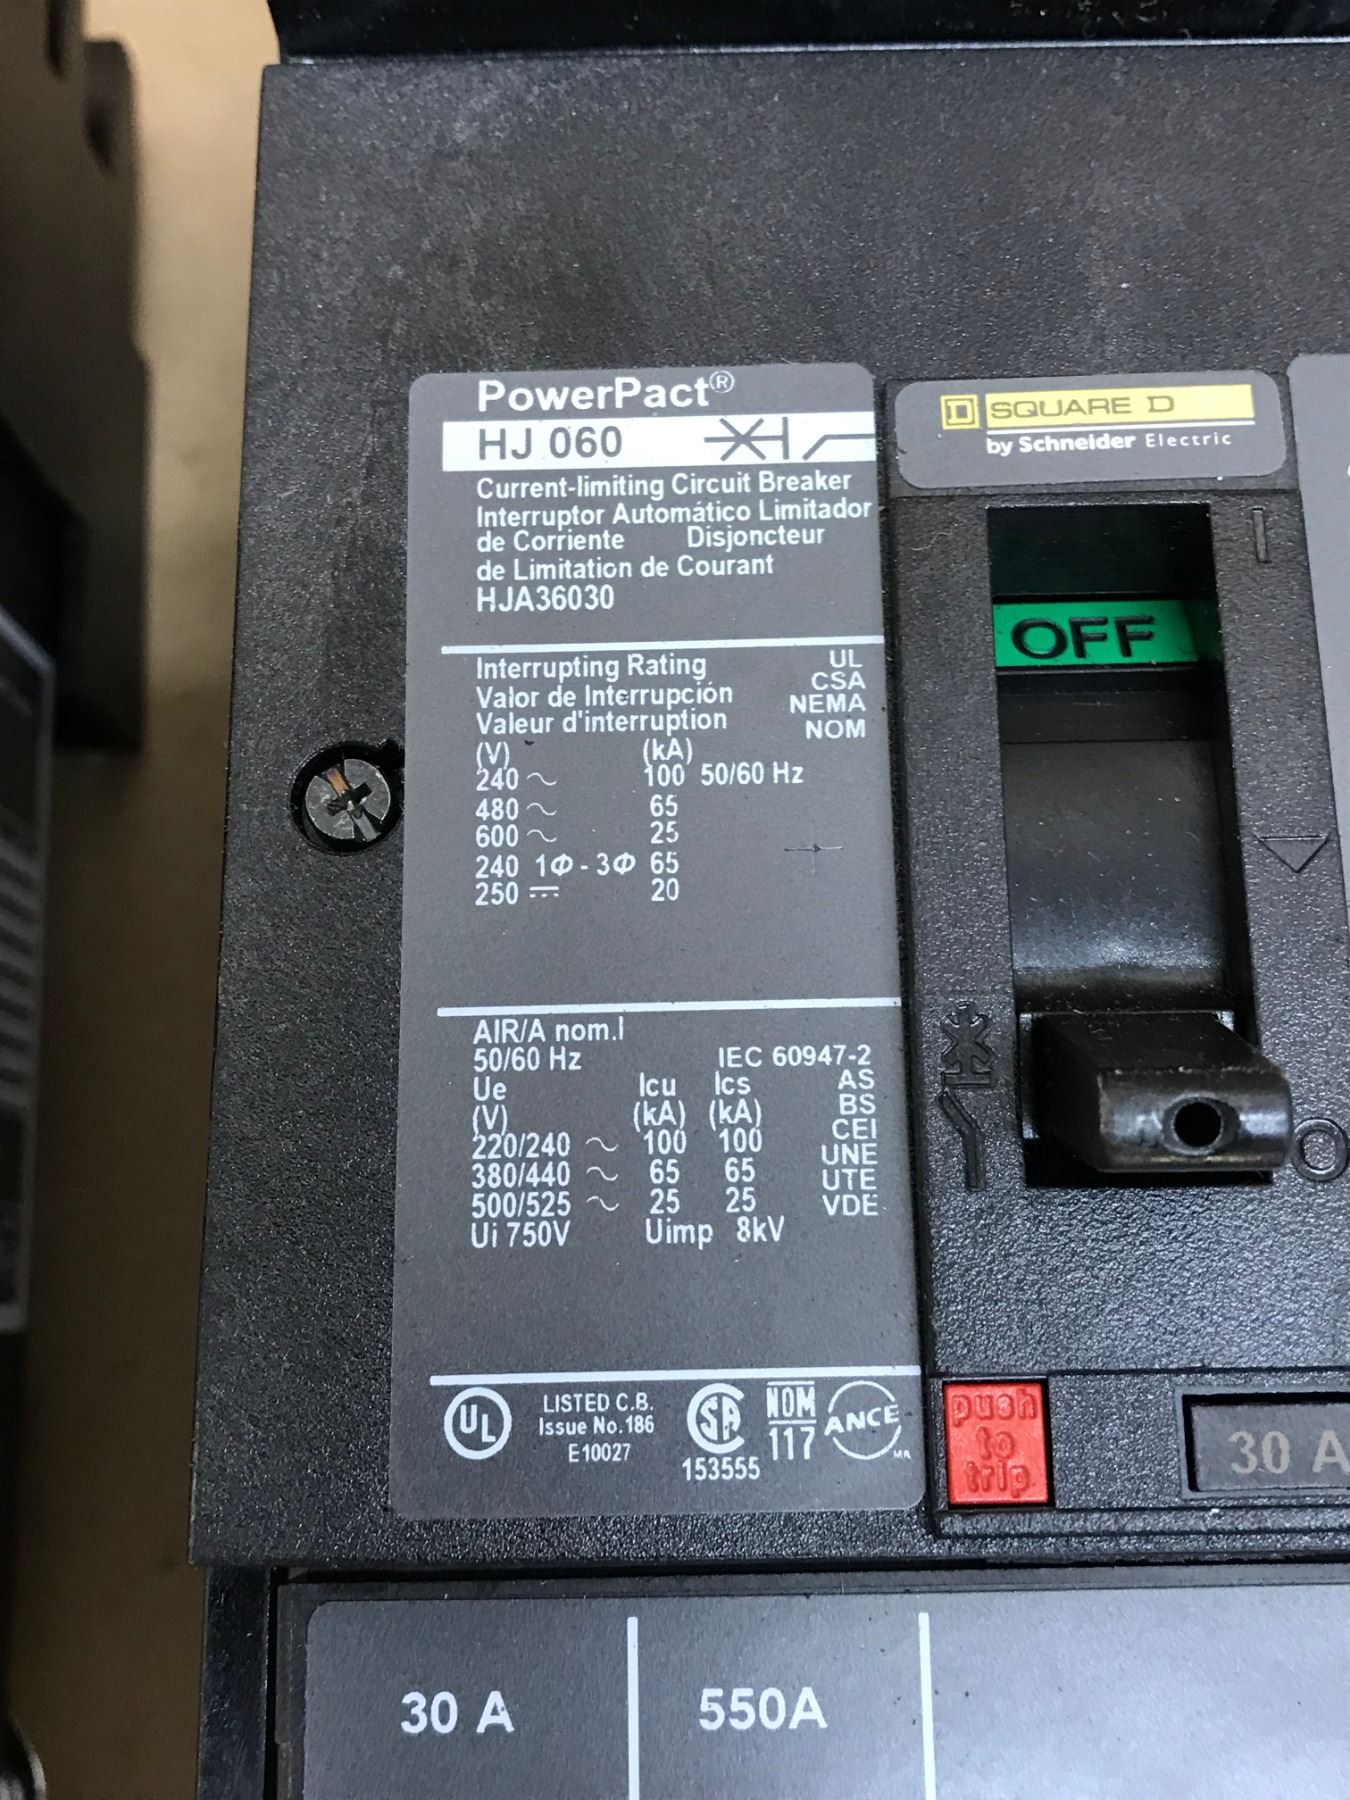 PowerPact®
HJ 060
Current-limiting Circuit Breaker
Interruptor Automático Limitador
de Corriente Disjoncteur
de Limitation de Courant
HJA36030
Interrupting Rating UL
Valor de Interrupción CSA
Valeur d'interruption NEMA
NOM
(V) (kA)
240 ~ 100 50/60 Hz
480 ~ 65
600 ~ 25
240 1Φ - 3Φ 65
250 ⎓ 20
AIR/A nom.I
50/60 Hz IEC 60947-2
Ue Icu Ics AS
(V) (kA) (kA) BS
220/240 ~ 100 100 CEI
380/440 ~ 65 65 UNE
500/525 ~ 25 25 UTE
Ui 750V Uimp 8kV VDE
UL
LISTED C.B.
Issue No.186
E10027
SA
153555
NOM
117
ANCE
MR
D SQUARE D
by Schneider Electric
I
OFF
O
push
to
trip
30 A
30 A 550A